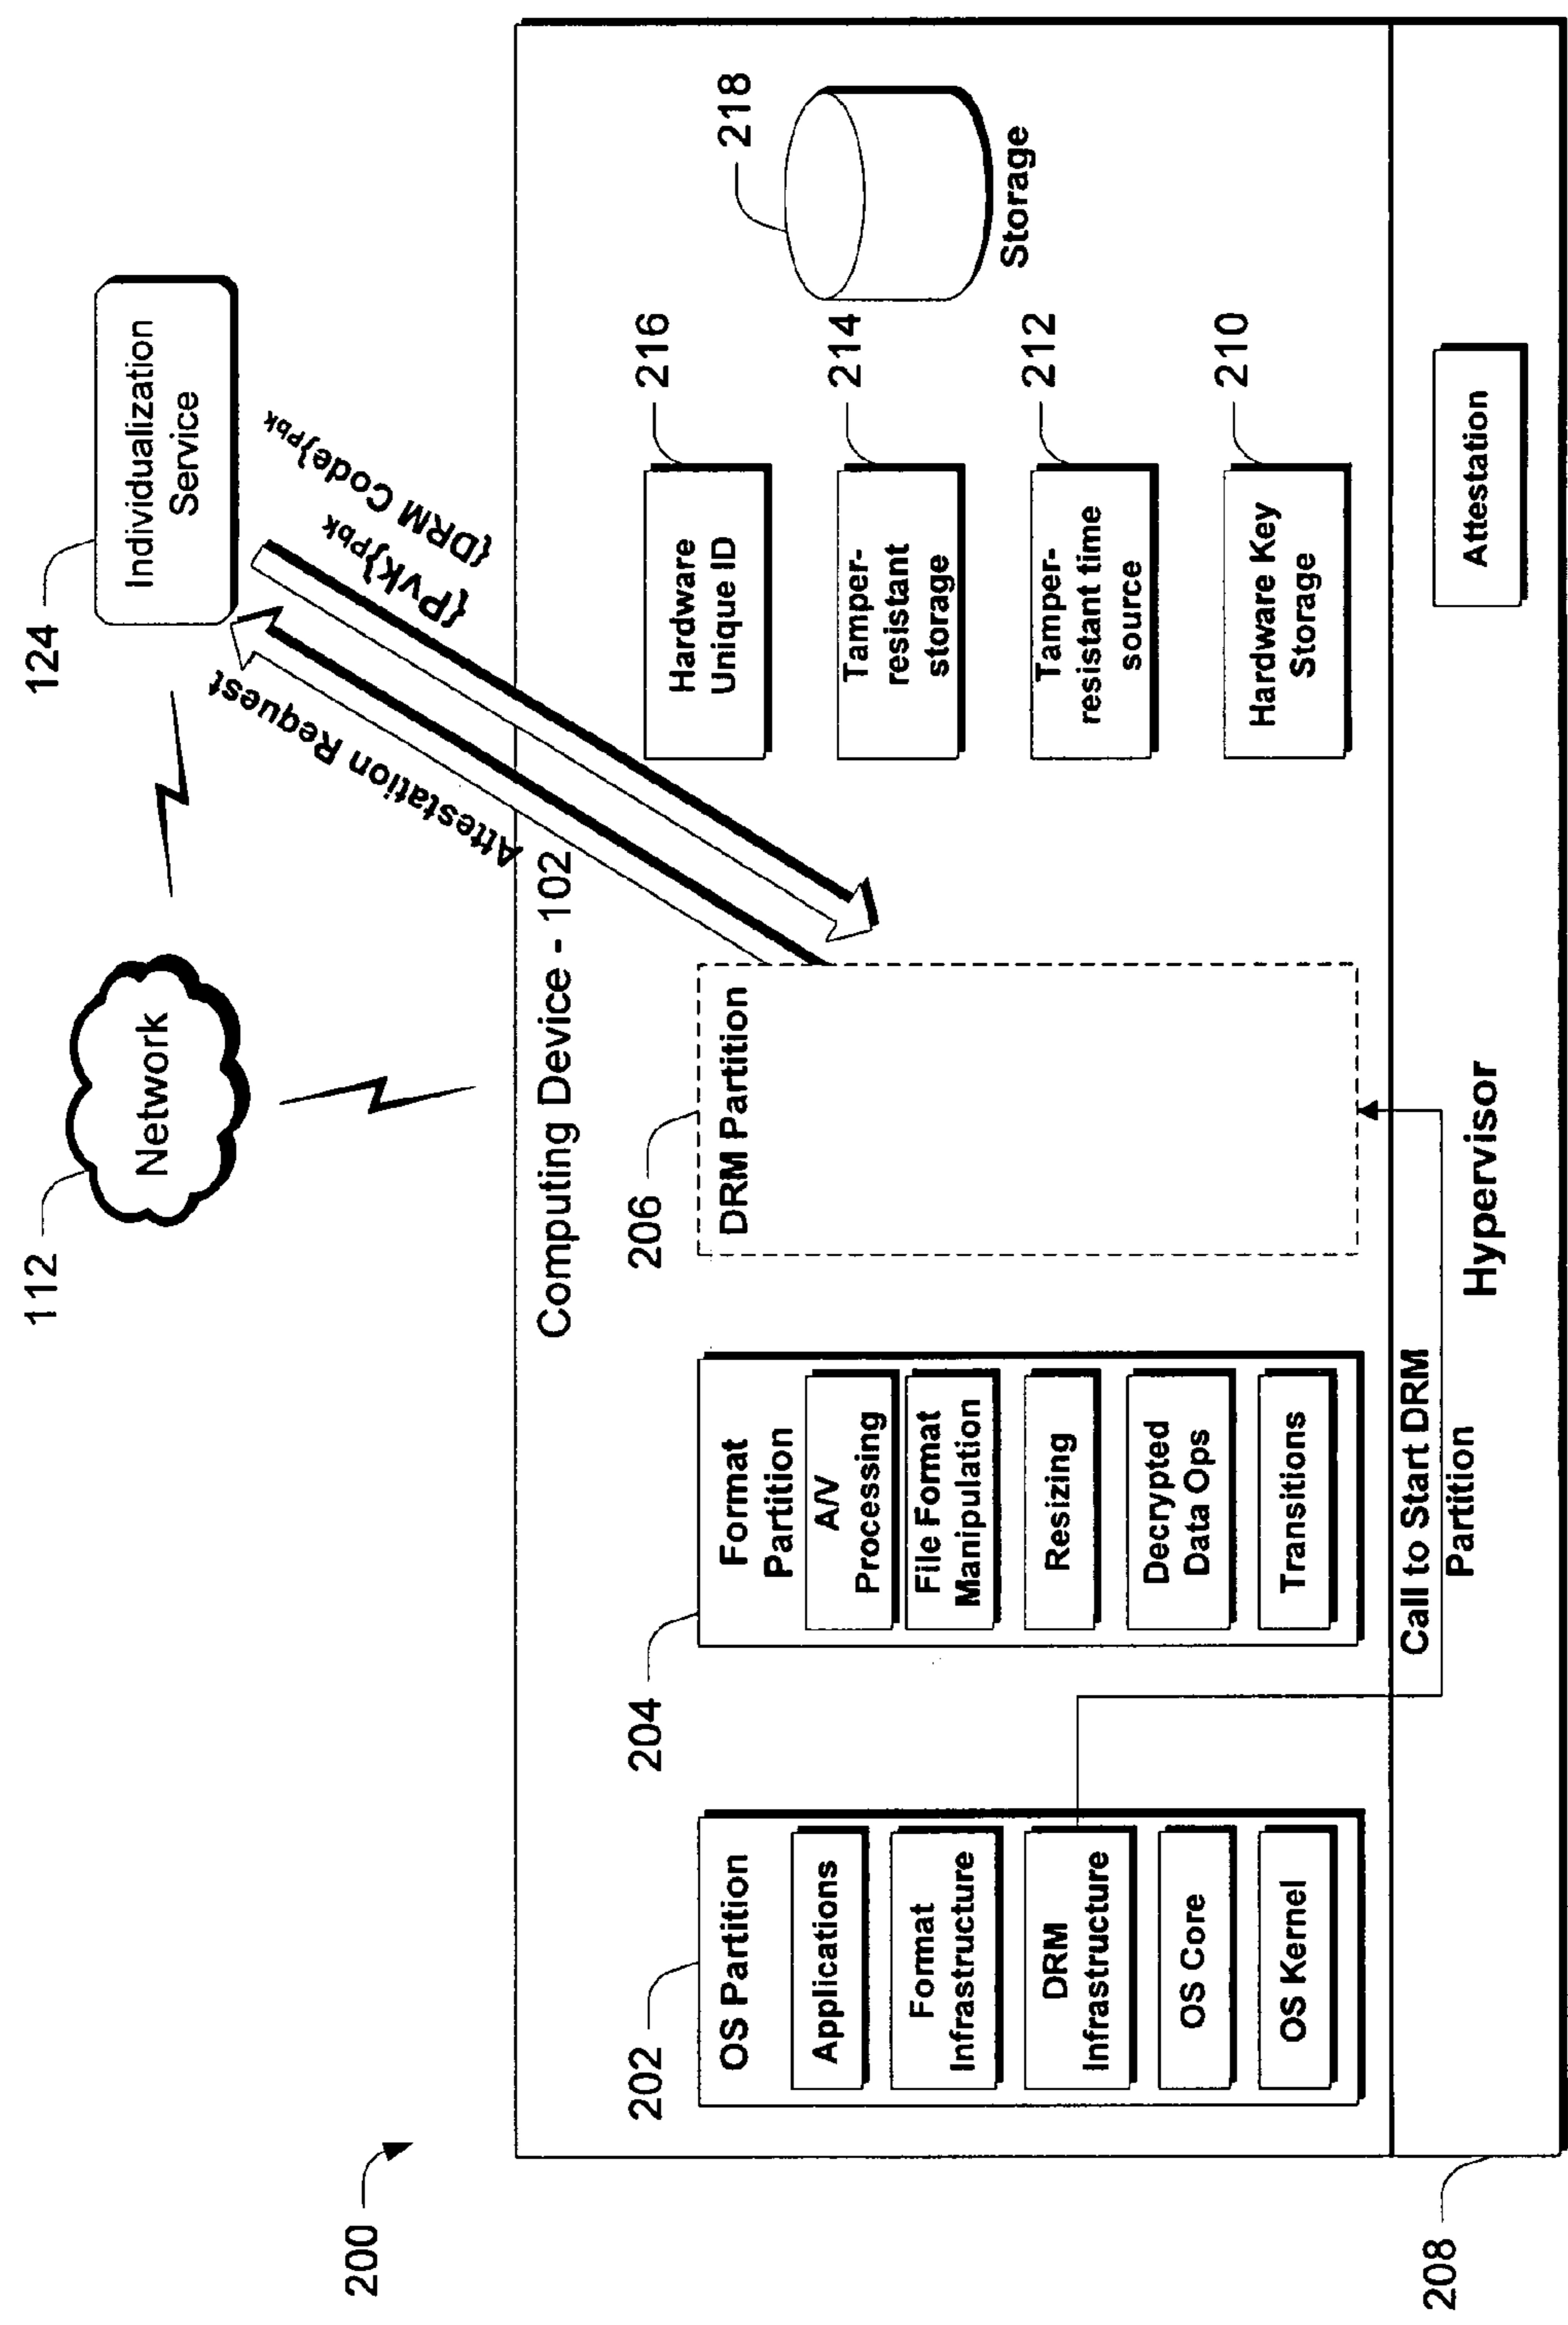 200
112
Network
124
Individualization
Service
Attestation Request
{Pvk}Pbk
{DRM Code}Pbk
Computing Device - 102
202
OS Partition
Applications
Format
Infrastructure
DRM
Infrastructure
OS Core
OS Kernel
204
Format
Partition
A/V
Processing
File Format
Manipulation
Resizing
Decrypted
Data Ops
Transitions
206
DRM Partition
216
Hardware
Unique ID
214
Tamper-
resistant
storage
212
Tamper-
resistant time
source
210
Hardware Key
Storage
218
Storage
208
Call to Start DRM
Partition
Hypervisor
Attestation